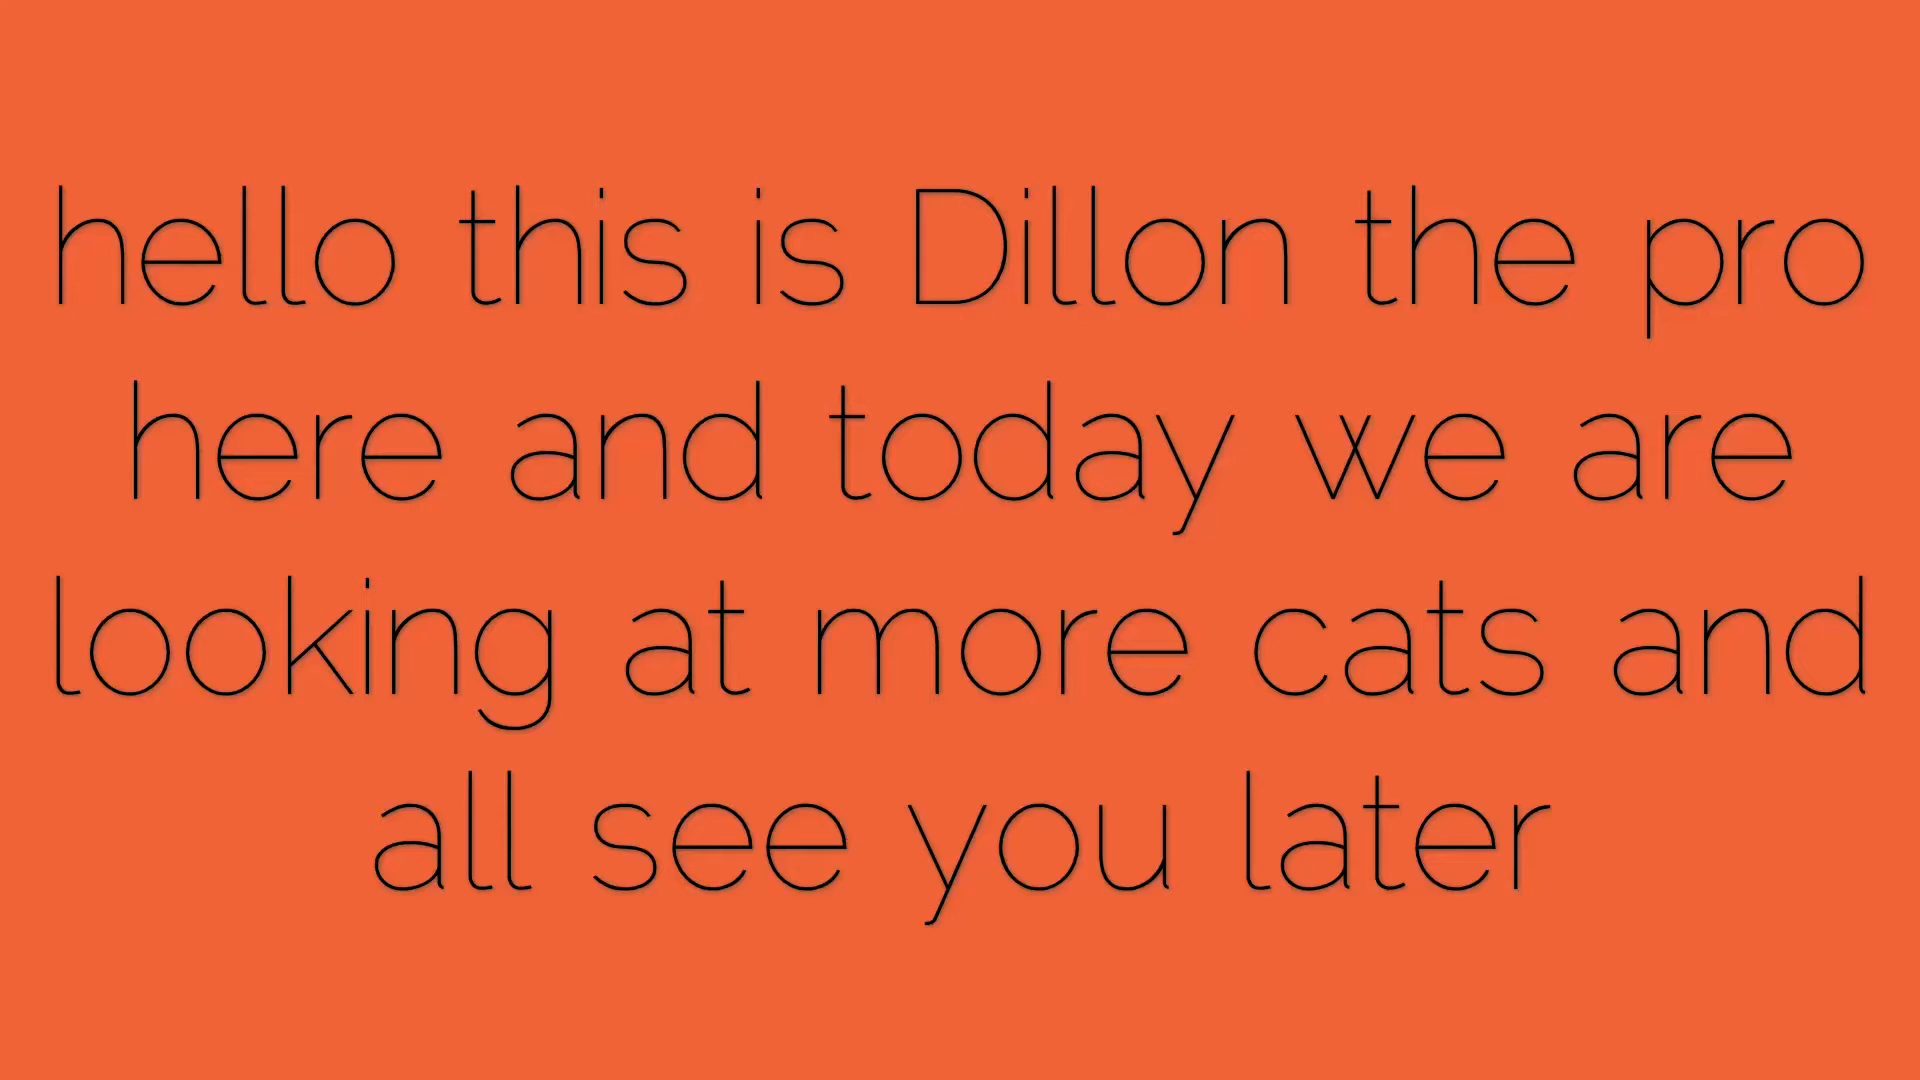 hello this is Dillon the pro
here and today we are
looking at more cats and
all see you later